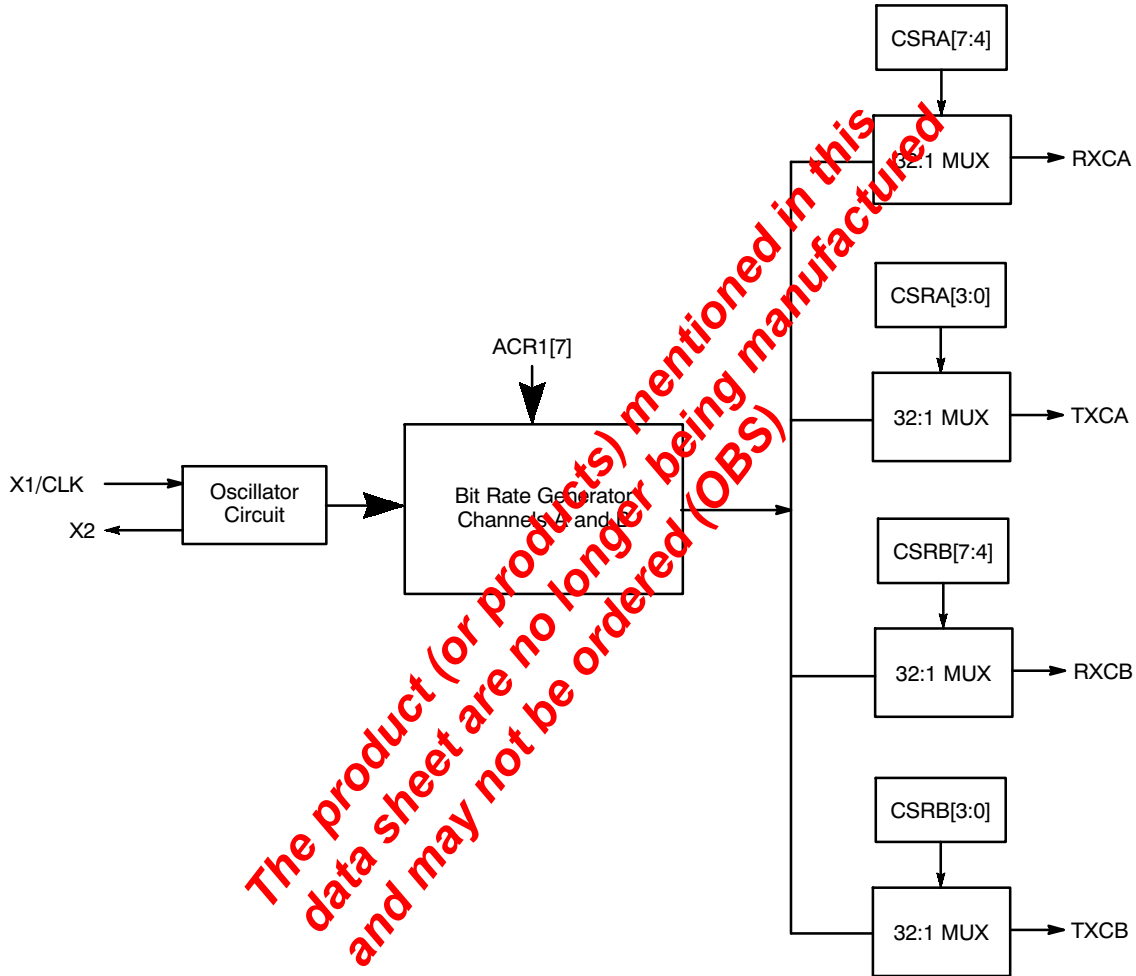 CSRA[7:4]
32:1 MUX
RXCA
CSRA[3:0]
32:1 MUX
TXCA
ACR1[7]
X1/CLK
X2
Oscillator
Circuit
Bit Rate Generator
Channels A and B
CSRB[7:4]
32:1 MUX
RXCB
CSRB[3:0]
32:1 MUX
TXCB
The product (or products) mentioned in this
data sheet are no longer being manufactured
and may not be ordered (OBS)